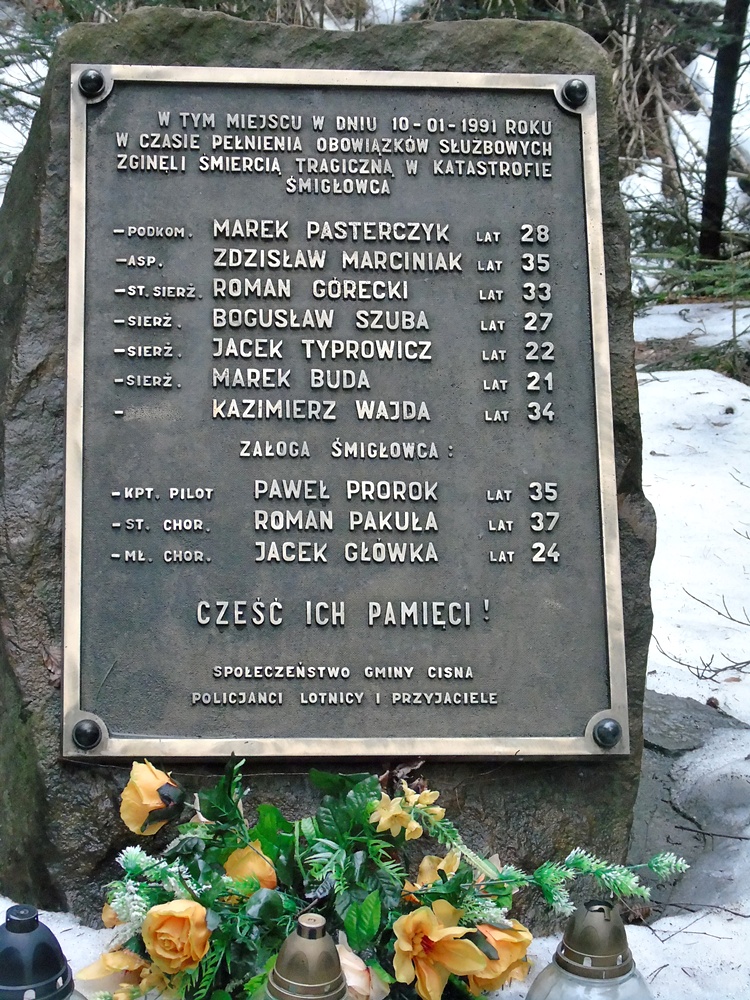 W TYM MIEJSCU W DNIU 10-01-1991 ROKU
W CZASIE PEŁNIENIA OBOWIĄZKÓW SŁUŻBOWYCH
ZGINĘLI ŚMIERCIĄ TRAGICZNĄ W KATASTROFIE
ŚMIGŁOWCA
-PODKOM. MAREK PASTERCZYK LAT 28
-ASP. ZDZISŁAW MARCINIAK LAT 35
-ST. SIERŻ. ROMAN GÓRECKI LAT 33
-SIERŻ. BOGUSŁAW SZUBA LAT 27
-SIERŻ. JACEK TYPROWICZ LAT 22
-SIERŻ. MAREK BUDA LAT 21
- KAZIMIERZ WAJDA LAT 34
ZAŁOGA ŚMIGŁOWCA:
-KPT. PILOT PAWEŁ PROROK LAT 35
-ST. CHOR. ROMAN PAKUŁA LAT 37
-MŁ. CHOR. JACEK GŁÓWKA LAT 24
CZEŚĆ ICH PAMIĘCI!
SPOŁECZEŃSTWO GMINY CISNA
POLICJANCI LOTNICY I PRZYJACIELE